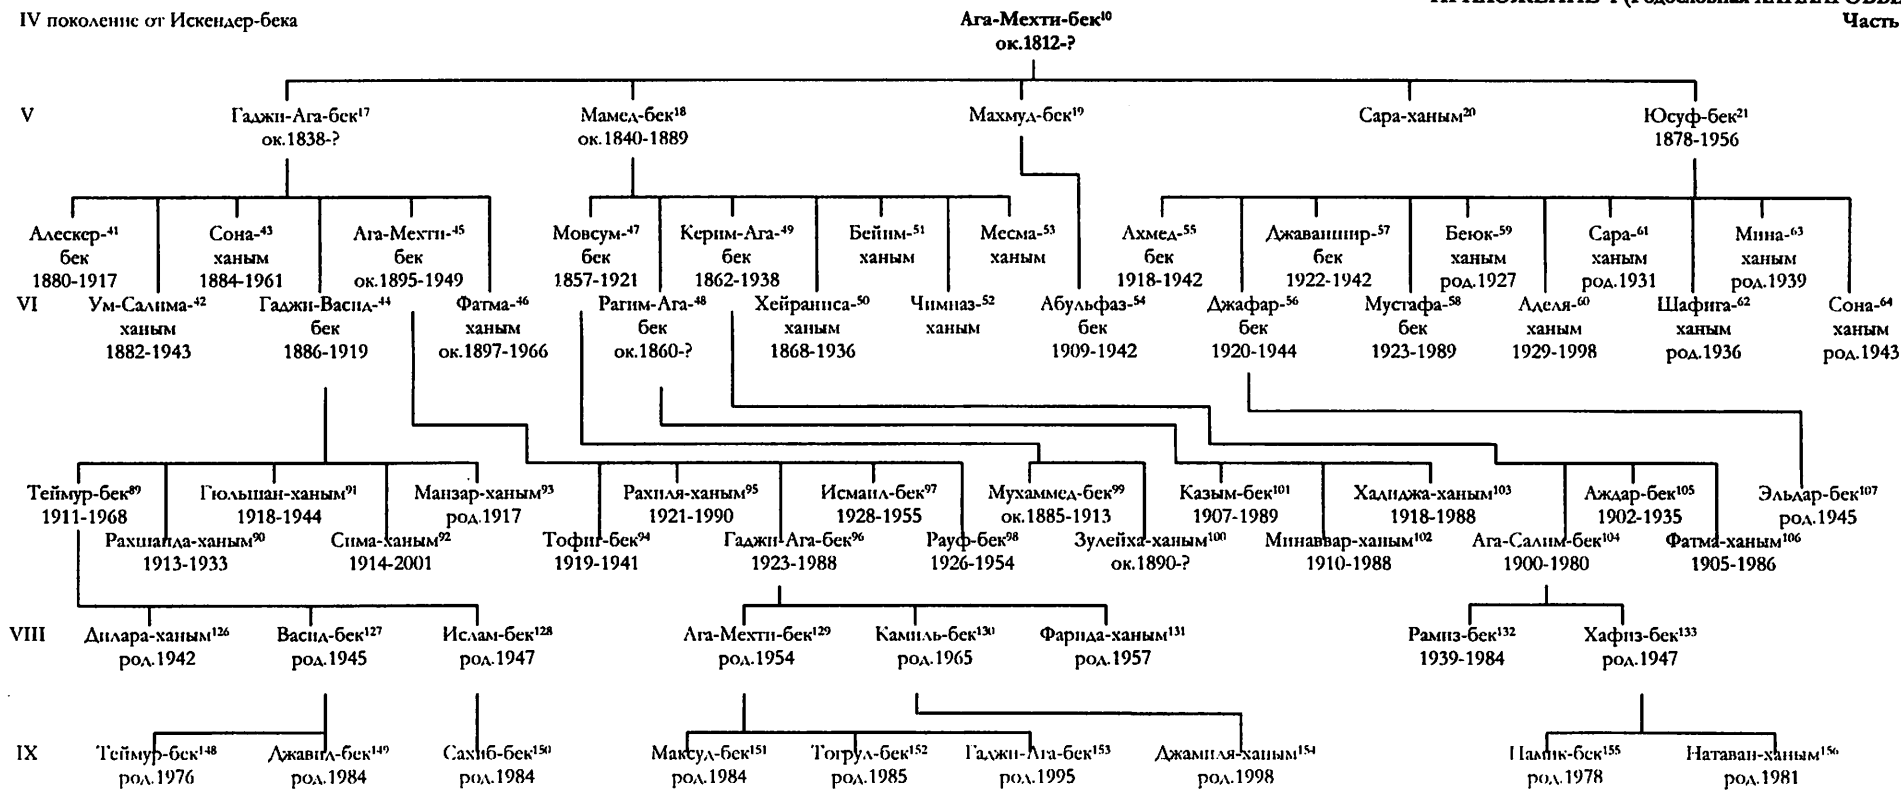 IV поколение от Искендер-бека
Ага-Мехти-бек¹⁰
Часть
ок.1812-?
V
Гаджи-Ага-бек¹⁷
Мамед-бек¹⁸
Махмуд-бек¹⁹
Сара-ханым²⁰
Юсуф-бек²¹
ок.1838-?
ок.1840-1889
1878-1956
Алескер-⁴¹
Сона-⁴³
Ага-Мехти-⁴⁵
Мовсум-⁴⁷
Керим-Ага-⁴⁹
Бейим-⁵¹
Месма-⁵³
Ахмед-⁵⁵
Джаваншир-⁵⁷
Беюк-⁵⁹
Сара-⁶¹
Мина-⁶³
бек
ханым
бек
бек
бек
ханым
ханым
бек
бек
ханым
ханым
ханым
1880-1917
1884-1961
ок.1895-1949
1857-1921
1862-1938
1918-1942
1922-1942
род.1927
род.1931
род.1939
VI
Ум-Салима-⁴²
Гаджи-Васид-⁴⁴
Фатма-⁴⁶
Рагим-Ага-⁴⁸
Хейраниса-⁵⁰
Чимназ-⁵²
Абульфаз-⁵⁴
Джафар-⁵⁶
Мустафа-⁵⁸
Аделя-⁶⁰
Шафига-⁶²
Сона-⁶⁴
ханым
бек
ханым
бек
ханым
ханым
бек
бек
бек
ханым
ханым
ханым
1882-1943
1886-1919
ок.1897-1966
ок.1860-?
1868-1936
1909-1942
1920-1944
1923-1989
1929-1998
род.1936
род.1943
Теймур-бек⁸⁹
Гюльшан-ханым⁹¹
Манзар-ханым⁹³
Рахиля-ханым⁹⁵
Исмаил-бек⁹⁷
Мухаммед-бек⁹⁹
Казым-бек¹⁰¹
Халиджа-ханым¹⁰³
Аждар-бек¹⁰⁵
Эльдар-бек¹⁰⁷
1911-1968
1918-1944
род.1917
1921-1990
1928-1955
ок.1885-1913
1907-1989
1918-1988
1902-1935
род.1945
Рахшанда-ханым⁹⁰
Сима-ханым⁹²
Тофиг-бек⁹⁴
Гаджи-Ага-бек⁹⁶
Рауф-бек⁹⁸
Зулейха-ханым¹⁰⁰
Минаввар-ханым¹⁰²
Ага-Салим-бек¹⁰⁴
Фатма-ханым¹⁰⁶
1913-1933
1914-2001
1919-1941
1923-1988
1926-1954
ок.1890-?
1910-1988
1900-1980
1905-1986
VIII
Дилара-ханым¹²⁶
Васид-бек¹²⁷
Ислам-бек¹²⁸
Ага-Мехти-бек¹²⁹
Камиль-бек¹³⁰
Фарида-ханым¹³¹
Рамиз-бек¹³²
Хафиз-бек¹³³
род.1942
род.1945
род.1947
род.1954
род.1965
род.1957
1939-1984
род.1947
IX
Теймур-бек¹⁴⁸
Джавид-бек¹⁴⁹
Сахиб-бек¹⁵⁰
Максуд-бек¹⁵¹
Тогрул-бек¹⁵²
Гаджи-Ага-бек¹⁵³
Джамиля-ханым¹⁵⁴
Намик-бек¹⁵⁵
Натаван-ханым¹⁵⁶
род.1976
род.1984
род.1984
род.1984
род.1985
род.1995
род.1998
род.1978
род.1981